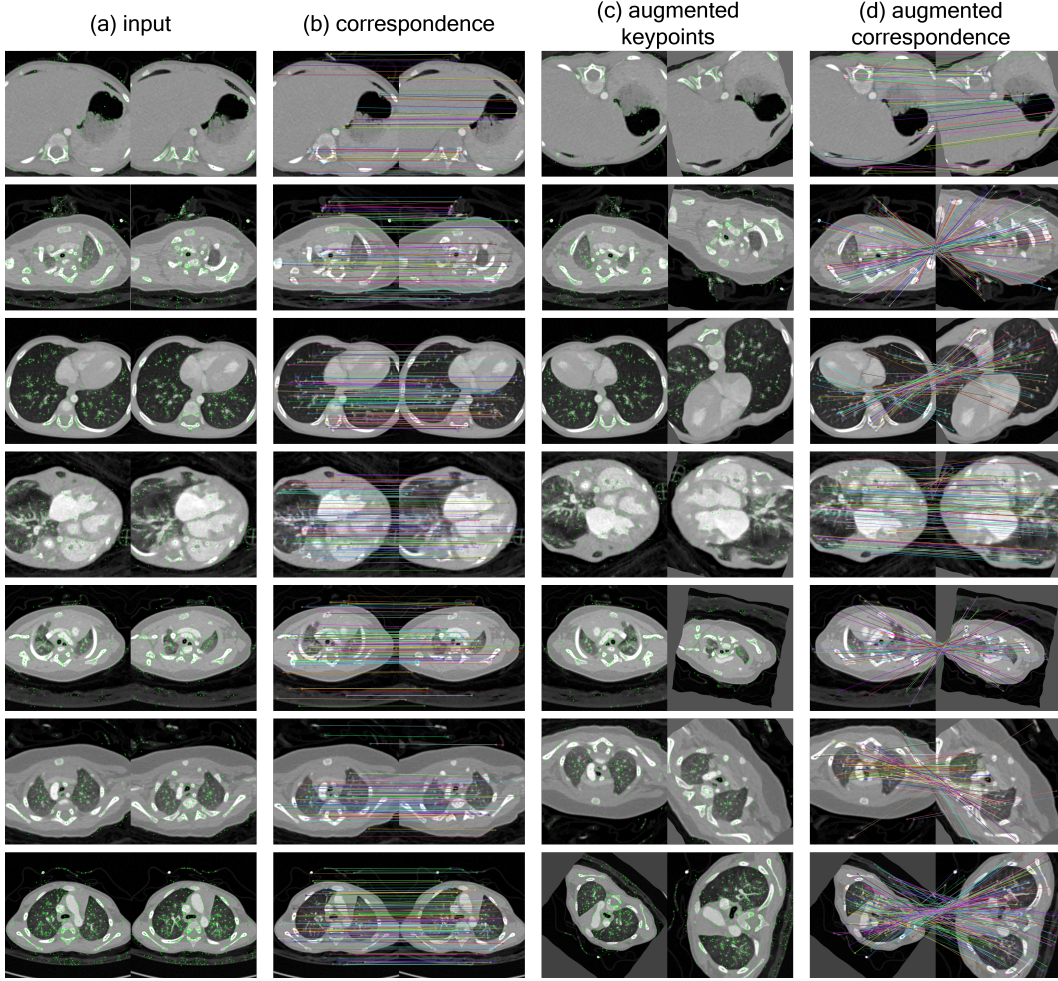 (a) input
(b) correspondence
(c) augmented
keypoints
(d) augmented
correspondence